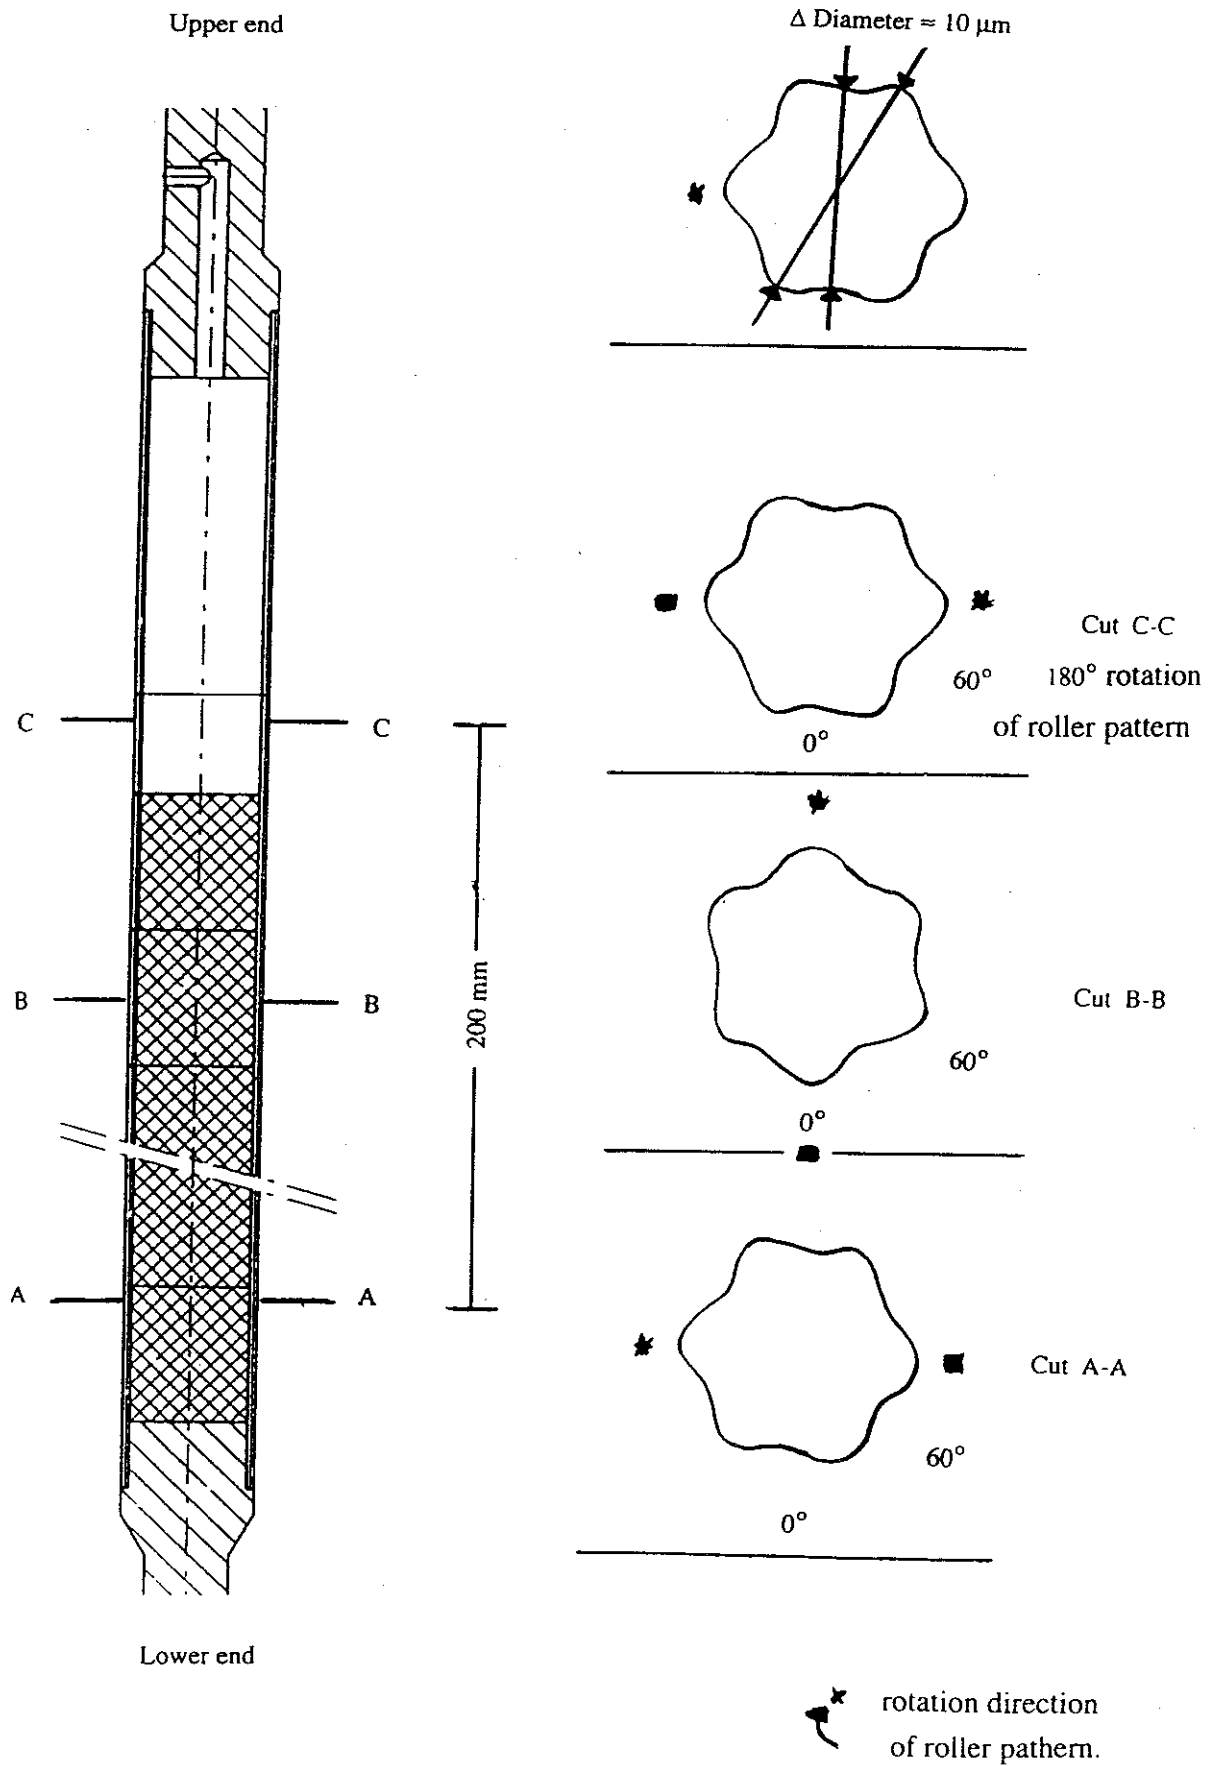 Upper end
Δ Diameter = 10 μm
Cut C-C
60° 180° rotation
of roller pattern
C C
0°
B B
Cut B-B
200 mm
60°
0°
A A
Cut A-A
60°
0°
Lower end
rotation direction
of roller pathern.